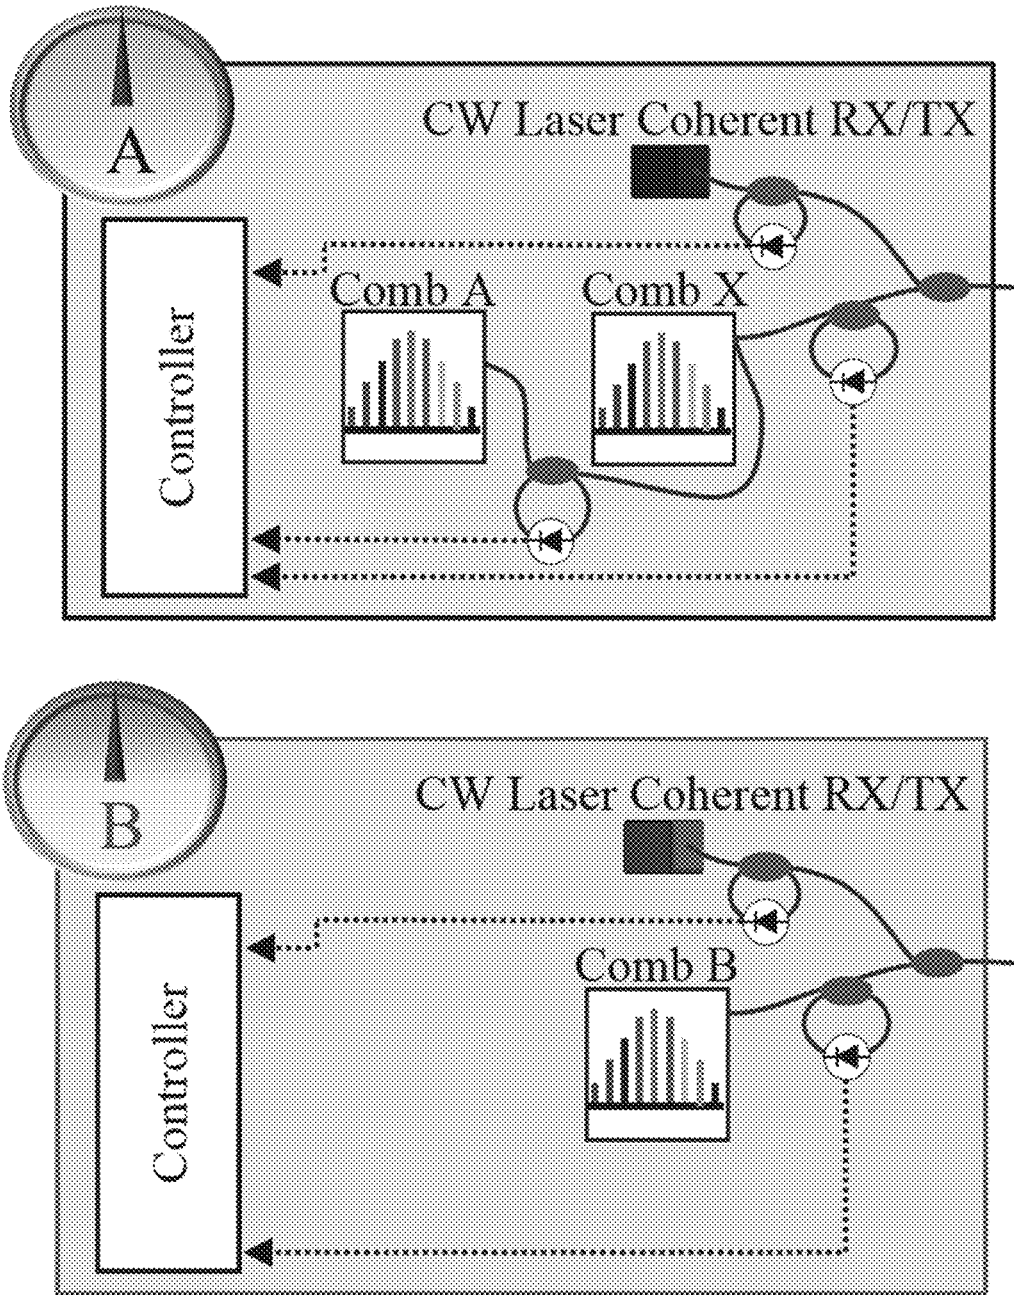 A
CW Laser Coherent RX/TX
Comb A
Comb X
Controller
B
CW Laser Coherent RX/TX
Comb B
Controller